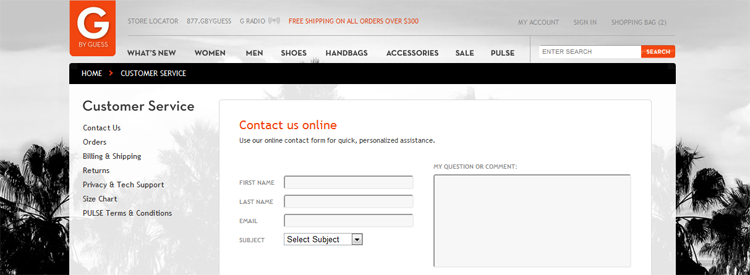 G
BY GUESS
STORE LOCATOR 877.GBYGUESS G RADIO FREE SHIPPING ON ALL ORDERS OVER $300
MY ACCOUNT SIGN IN SHOPPING BAG (2)
WHAT'S NEW WOMEN MEN SHOES HANDBAGS ACCESSORIES SALE PULSE
ENTER SEARCH SEARCH
HOME > CUSTOMER SERVICE
Customer Service
Contact Us
Orders
Billing & Shipping
Returns
Privacy & Tech Support
Size Chart
PULSE Terms & Conditions
Contact us online
Use our online contact form for quick, personalized assistance.
FIRST NAME
LAST NAME
EMAIL
SUBJECT Select Subject
MY QUESTION OR COMMENT: